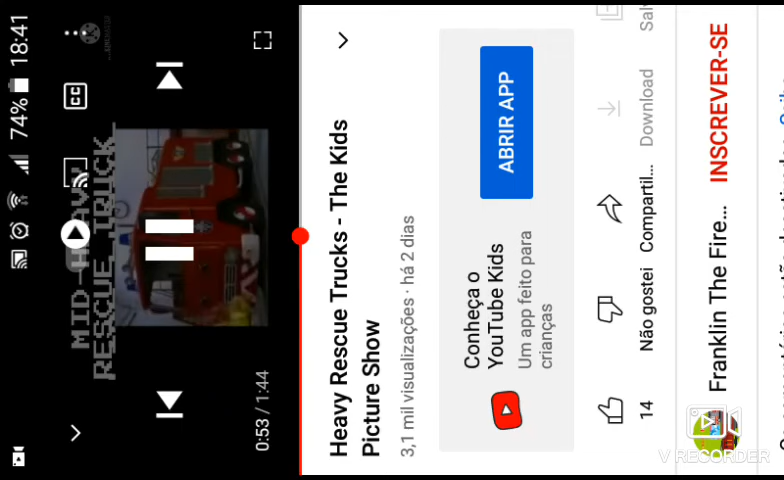 18:41
74%
MID-HEAVY
RESCUE TRUCK
CC
0:53 / 1:44
Heavy Rescue Trucks - The Kids
Picture Show
3,1 mil visualizações · há 2 dias
Conheça o
YouTube Kids
Um app feito para
crianças
ABRIR APP
14
Não gostei
Compartil...
Download
Franklin The Fire...
INSCREVER-SE
V RECORDER